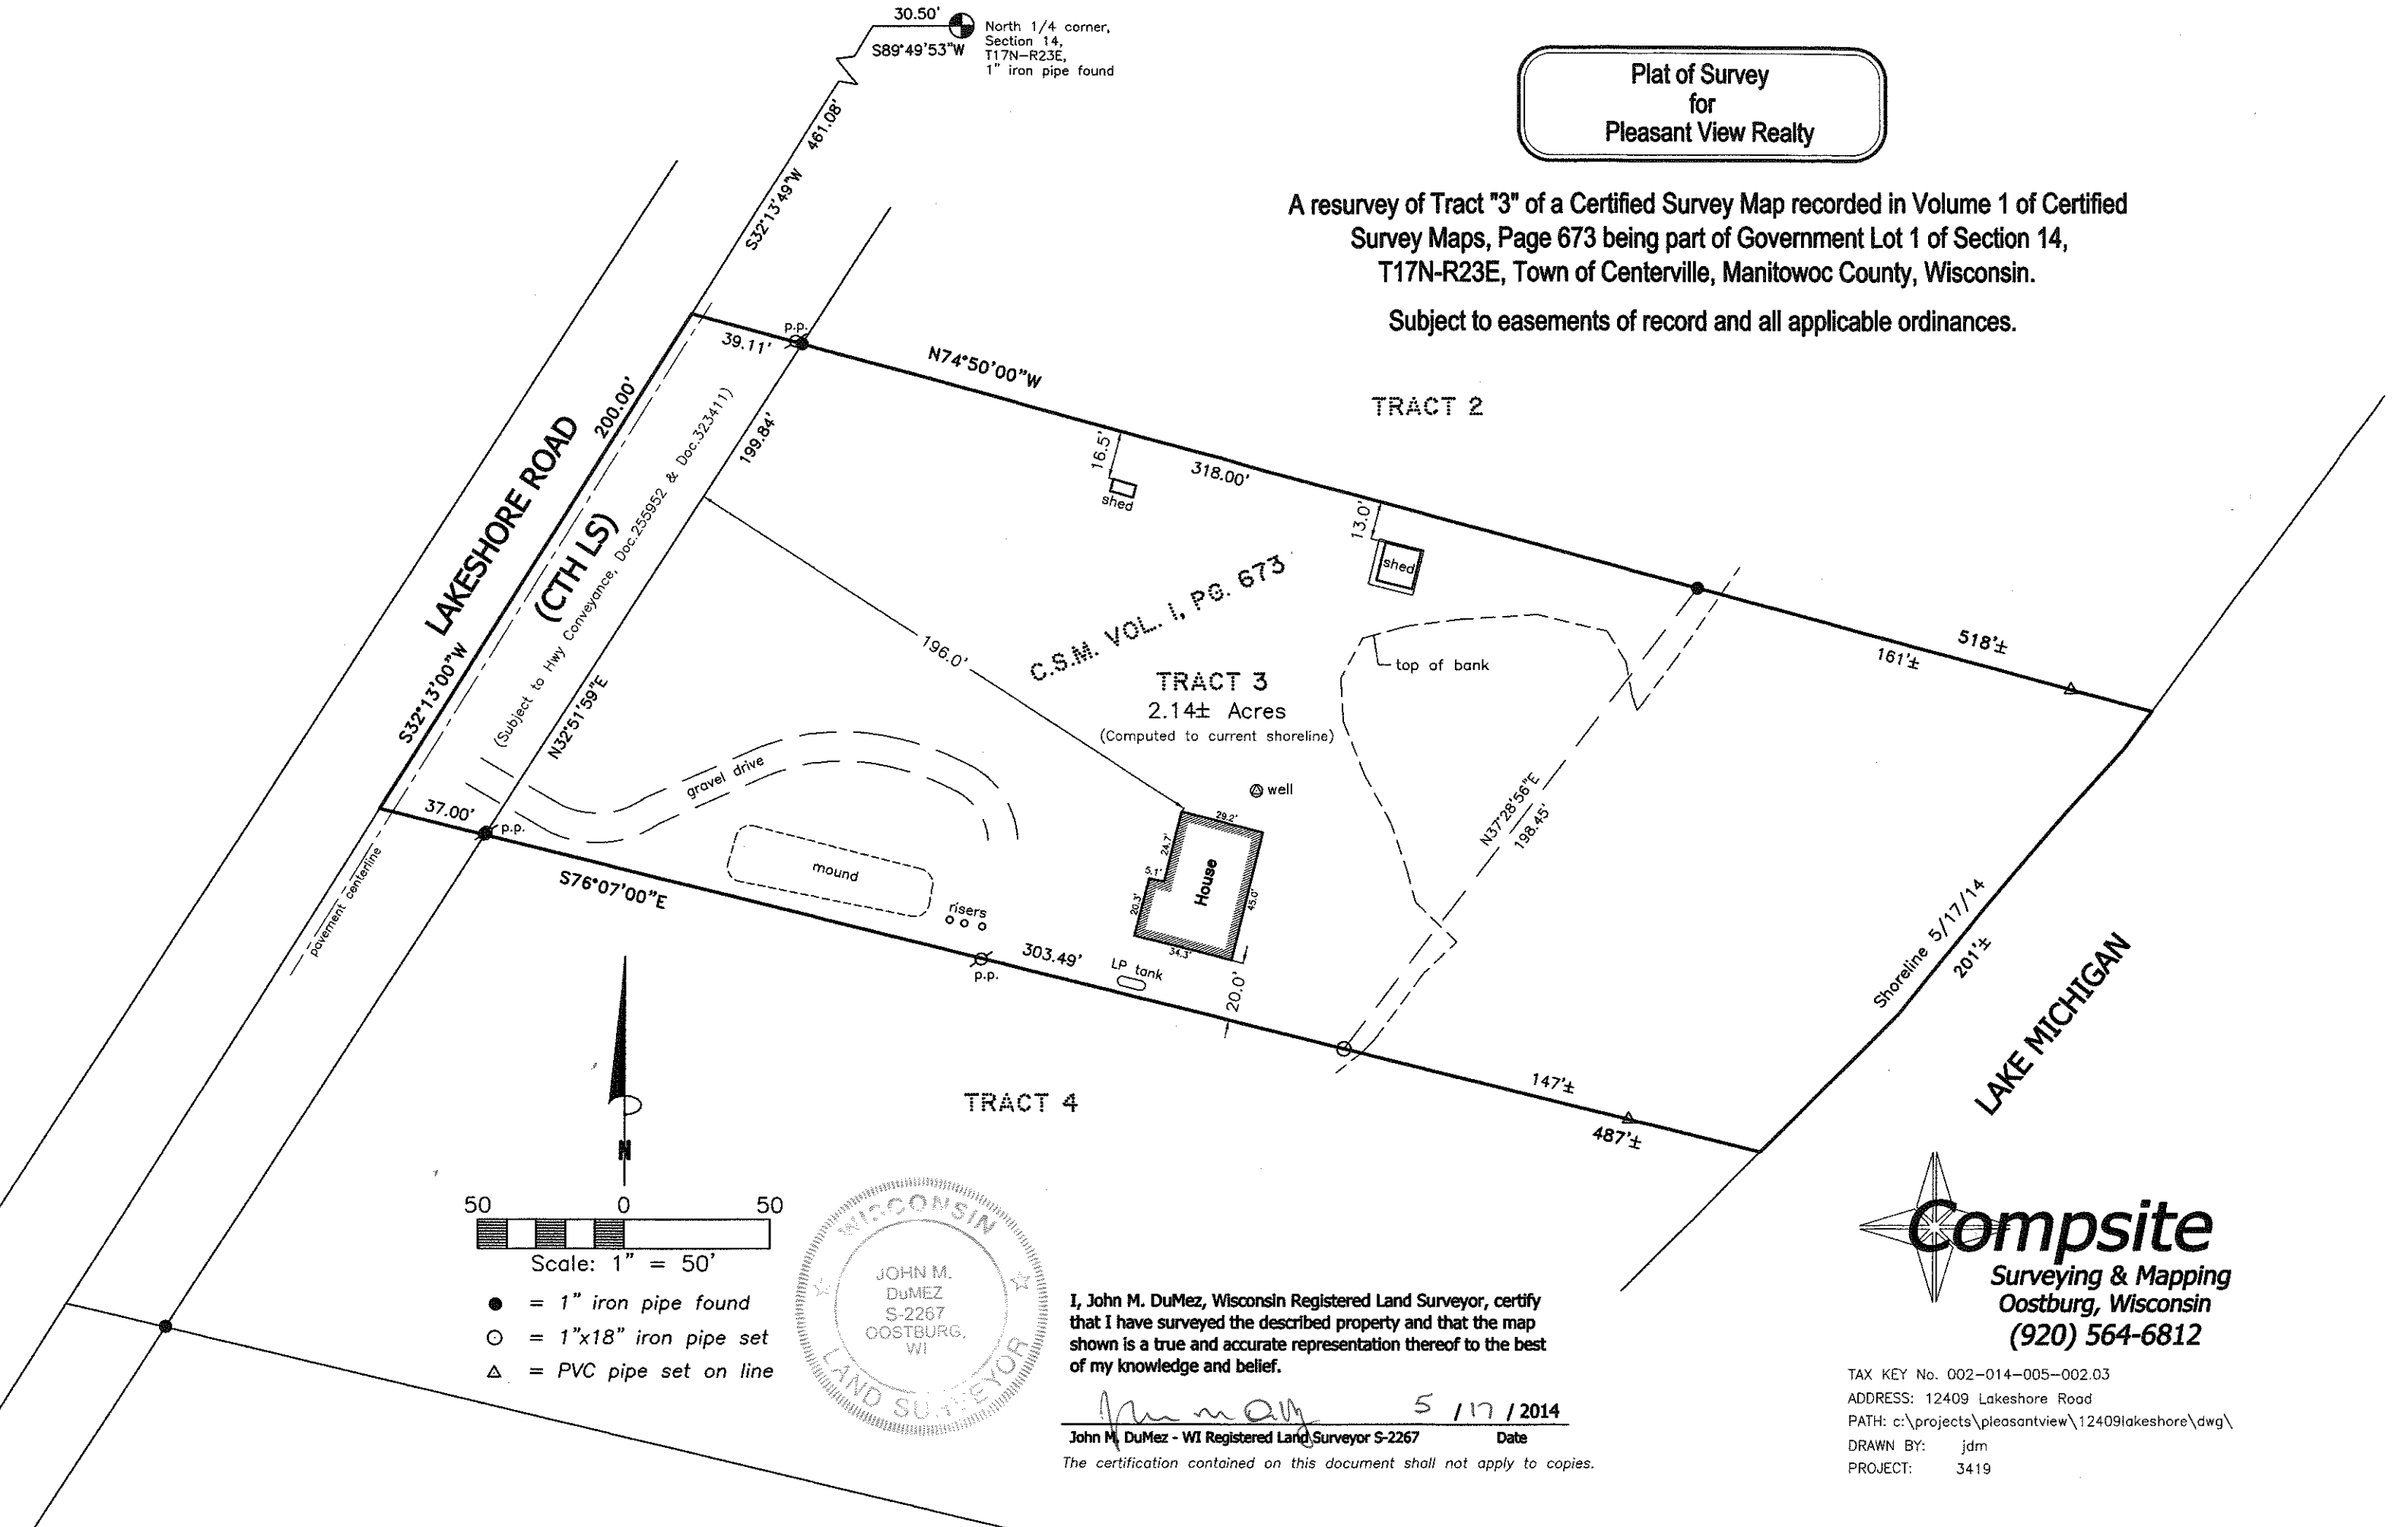 30.50'
S89°49'53"W
North 1/4 corner,
Section 14,
T17N-R23E,
1" iron pipe found
Plat of Survey
for
Pleasant View Realty
A resurvey of Tract "3" of a Certified Survey Map recorded in Volume 1 of Certified
Survey Maps, Page 673 being part of Government Lot 1 of Section 14,
T17N-R23E, Town of Centerville, Manitowoc County, Wisconsin.
Subject to easements of record and all applicable ordinances.
S32°13'49"W 461.08'
39.11'
p.p.
N74°50'00"W
TRACT 2
200.00'
199.84'
16.5'
shed
318.00'
13.0'
shed
LAKESHORE ROAD
(CTH LS)
(Subject to Hwy Conveyance, Doc.255952 & Doc.323411)
S32°13'00"W
N32°51'59"E
196.0'
C.S.M. VOL. 1, PG. 673
TRACT 3
2.14± Acres
(Computed to current shoreline)
top of bank
518'±
161'±
gravel drive
well
37.00'
p.p.
pavement centerline
mound
S76°07'00"E
risers
p.p.
303.49'
LP tank
29.2'
24.7'
5.1'
20.3'
House
45.0'
34.3'
20.0'
N37°28'56"E
198.45'
Shoreline 5/17/14
201'±
LAKE MICHIGAN
147'±
487'±
TRACT 4
N
50 0 50
Scale: 1" = 50'
= 1" iron pipe found
= 1"x18" iron pipe set
= PVC pipe set on line
WISCONSIN
JOHN M.
DuMEZ
S-2267
OOSTBURG,
WI
LAND SURVEYOR
I, John M. DuMez, Wisconsin Registered Land Surveyor, certify
that I have surveyed the described property and that the map
shown is a true and accurate representation thereof to the best
of my knowledge and belief.
5 / 17 / 2014
John M. DuMez - WI Registered Land Surveyor S-2267 Date
The certification contained on this document shall not apply to copies.
Compsite
Surveying & Mapping
Oostburg, Wisconsin
(920) 564-6812
TAX KEY No. 002-014-005-002.03
ADDRESS: 12409 Lakeshore Road
PATH: c:\projects\pleasantview\12409lakeshore\dwg\
DRAWN BY: jdm
PROJECT: 3419